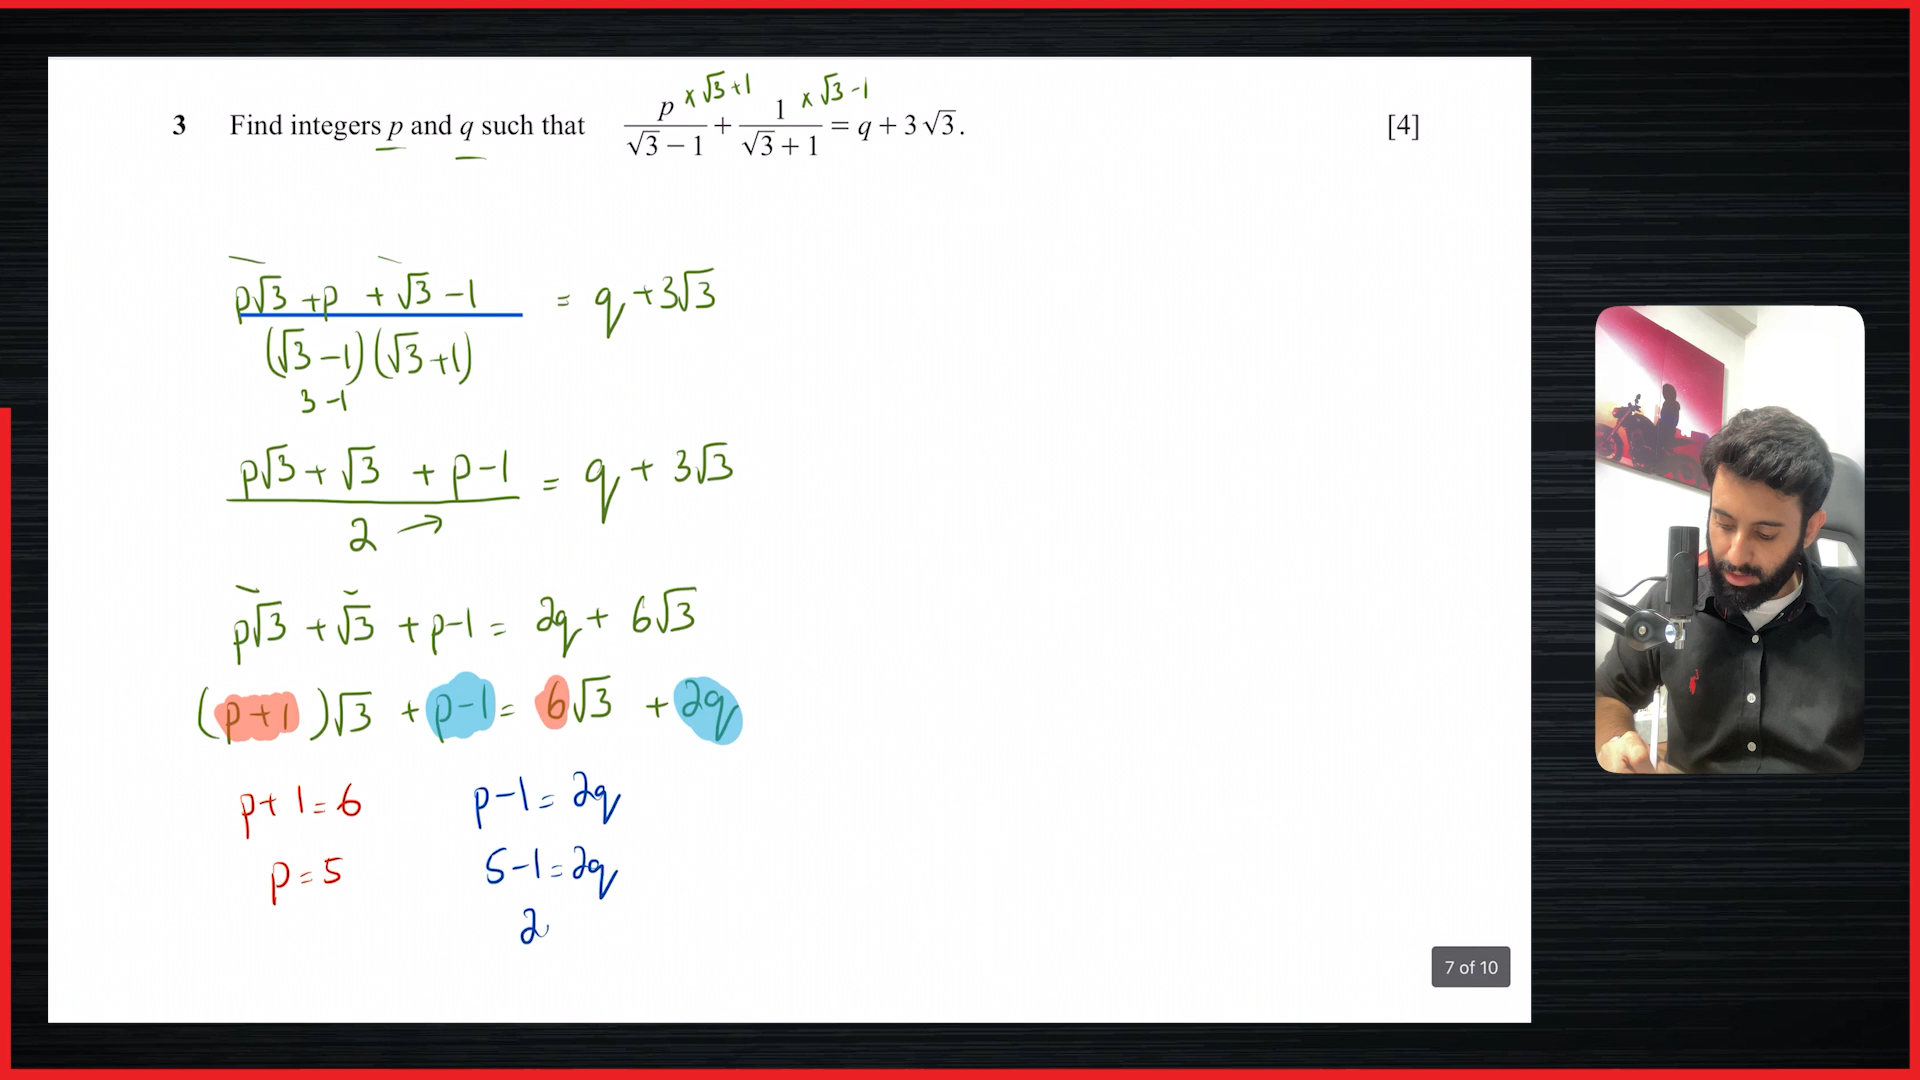 × √3 + 1 × √3 - 1
3 Find integers p and q such that p/(√3 − 1) + 1/(√3 + 1) = q + 3√3. [4]
(p√3 + p + √3 - 1)/((√3 - 1)(√3 + 1)) = q + 3√3
3 - 1
(p√3 + √3 + p - 1)/2 → = q + 3√3
p√3 + √3 + p - 1 = 2q + 6√3
(p + 1)√3 + p - 1 = 6√3 + 2q
p + 1 = 6 p - 1 = 2q
p = 5 5 - 1 = 2q
2
7 of 10